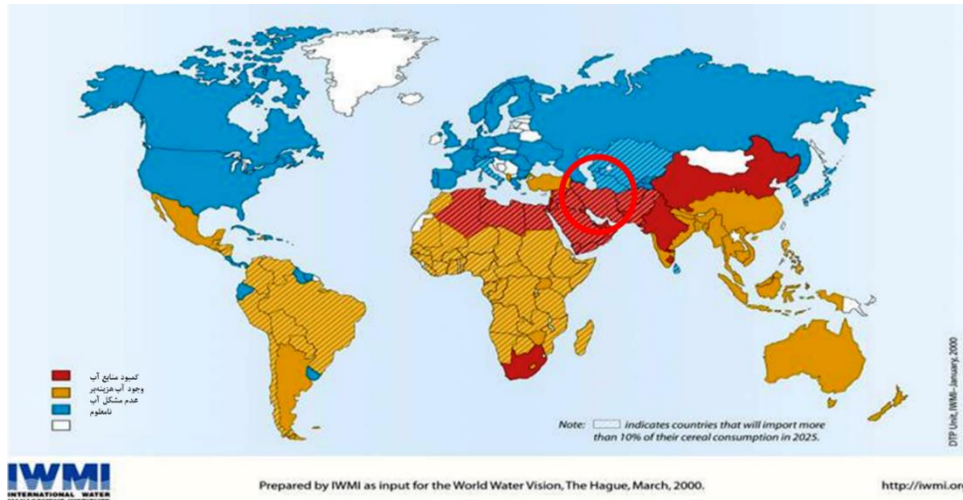 کمبود منابع آب
وجود آب هزینه‌بر
عدم مشکل آب
نامعلوم
Note: indicates countries that will import more
than 10% of their cereal consumption in 2025.
DTP Unit, IWMI-January, 2000
IWMI
INTERNATIONAL WATER
MANAGEMENT INSTITUTE
Prepared by IWMI as input for the World Water Vision, The Hague, March, 2000.
http://iwmi.or